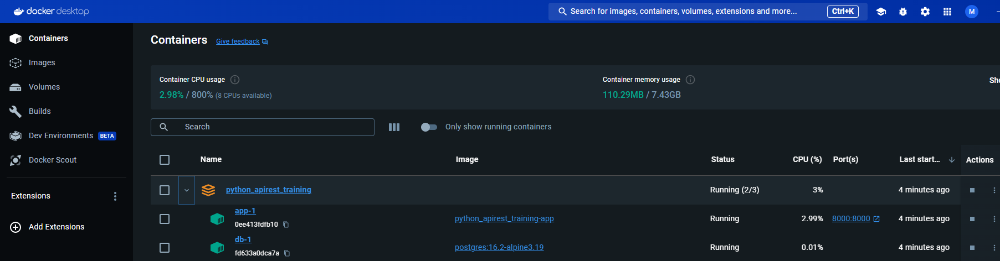 docker desktop
Search for images, containers, volumes, extensions and more... Ctrl+K
M
Containers
Images
Volumes
Builds
Dev Environments BETA
Docker Scout
Extensions
Add Extensions
Containers Give feedback
Container CPU usage
2.98% / 800% (8 CPUs available)
Container memory usage
110.29MB / 7.43GB
Sho
Search
Only show running containers
Name Image Status CPU (%) Port(s) Last start... Actions
python_apirest_training Running (2/3) 3% 4 minutes ago
app-1
0ee413fdfb10
python_apirest_training-app Running 2.99% 8000:8000 4 minutes ago
db-1
fd633a0dca7a
postgres:16.2-alpine3.19 Running 0.01% 4 minutes ago